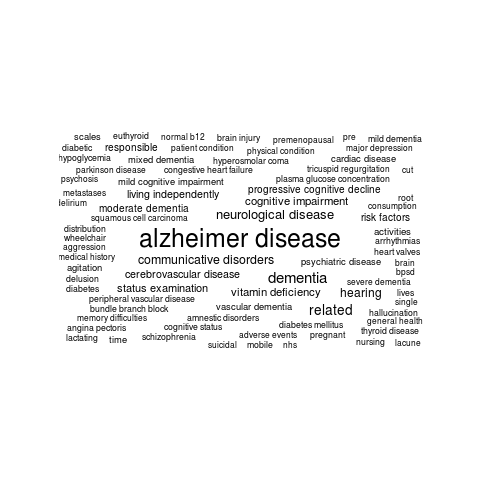 scales euthyroid normal b12 brain injury premenopausal pre mild dementia
diabetic responsible patient condition physical condition major depression
hypoglycemia mixed dementia hyperosmolar coma cardiac disease
parkinson disease congestive heart failure tricuspid regurgitation cut
psychosis mild cognitive impairment plasma glucose concentration
metastases living independently progressive cognitive decline
delirium moderate dementia cognitive impairment root consumption
squamous cell carcinoma neurological disease risk factors
distribution alzheimer disease activities
wheelchair arrhythmias
aggression heart valves
medical history communicative disorders psychiatric disease brain
agitation cerebrovascular disease dementia bpsd
delusion severe dementia
diabetes status examination vitamin deficiency hearing lives
peripheral vascular disease single
bundle branch block vascular dementia related hallucination
memory difficulties amnestic disorders general health
angina pectoris cognitive status diabetes mellitus thyroid disease
lactating time schizophrenia adverse events pregnant nursing lacune
suicidal mobile nhs